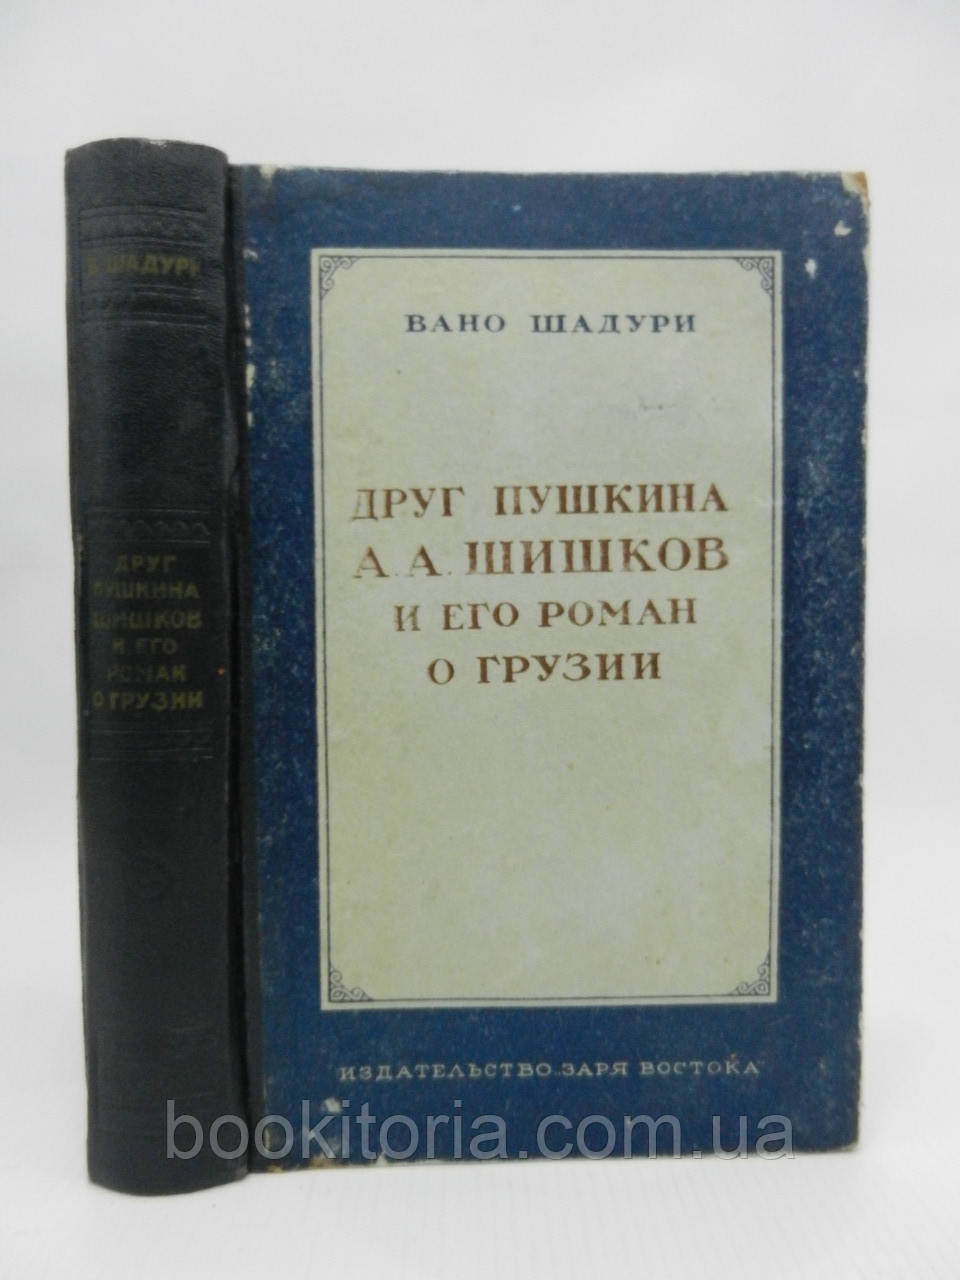 В. ШАДУРИ
ДРУГ
ПУШКИНА
ШИШКОВ
И ЕГО
РОМАН
О ГРУЗИИ
ВАНО ШАДУРИ
ДРУГ ПУШКИНА
А. А. ШИШКОВ
И ЕГО РОМАН
О ГРУЗИИ
ИЗДАТЕЛЬСТВО „ЗАРЯ ВОСТОКА“
bookitoria.com.ua